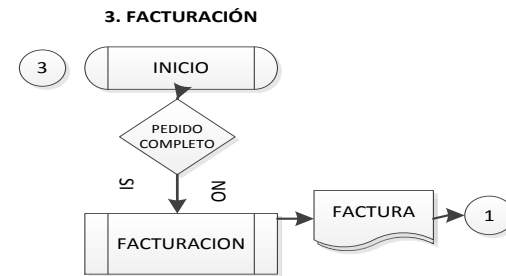 3. FACTURACIÓN
3
INICIO
PEDIDO
COMPLETO
SI
NO
FACTURACION
FACTURA
1